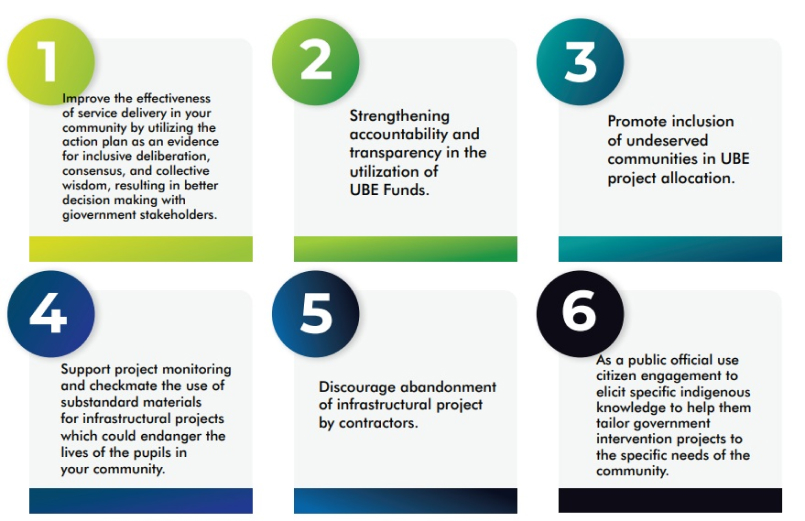 1
Improve the effectiveness
of service delivery in your
community by utilizing the
action plan as an evidence
for inclusive deliberation,
consensus, and collective
wisdom, resulting in better
decision making with
giovernment stakeholders.
2
Strengthening
accountability and
transparency in the
utilization of
UBE Funds.
3
Promote inclusion
of undeserved
communities in UBE
project allocation.
4
Support project monitoring
and checkmate the use of
substandard materials
for infrastructural projects
which could endanger the
lives of the pupils in
your community.
5
Discourage abandonment
of infrastructural project
by contractors.
6
As a public official use
citizen engagement to
elicit specific indigenous
knowledge to help them
tailor government
intervention projects to
the specific needs of the
community.